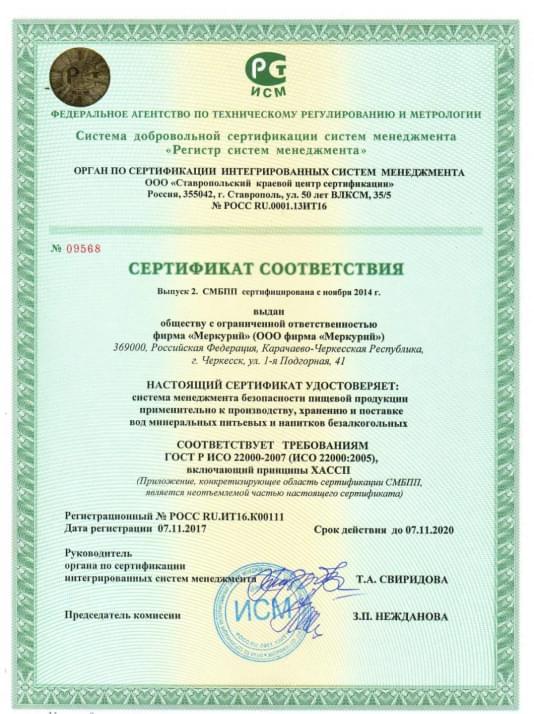 РСТ
ИСМ
ФЕДЕРАЛЬНОЕ АГЕНТСТВО ПО ТЕХНИЧЕСКОМУ РЕГУЛИРОВАНИЮ И МЕТРОЛОГИИ
Система добровольной сертификации систем менеджмента
«Регистр систем менеджмента»
ОРГАН ПО СЕРТИФИКАЦИИ ИНТЕГРИРОВАННЫХ СИСТЕМ МЕНЕДЖМЕНТА
ООО «Ставропольский краевой центр сертификации»
Россия, 355042, г. Ставрополь, ул. 50 лет ВЛКСМ, 35/5
№ РОСС RU.0001.13ИТ16
№ 09568
СЕРТИФИКАТ СООТВЕТСТВИЯ
Выпуск 2. СМБПП сертифицирована с ноября 2014 г.
выдан
обществу с ограниченной ответственностью
фирма «Меркурий» (ООО фирма «Меркурий»)
369000, Российская Федерация, Карачаево-Черкесская Республика,
г. Черкесск, ул. 1-я Подгорная, 41
НАСТОЯЩИЙ СЕРТИФИКАТ УДОСТОВЕРЯЕТ:
система менеджмента безопасности пищевой продукции
применительно к производству, хранению и поставке
вод минеральных питьевых и напитков безалкогольных
СООТВЕТСТВУЕТ ТРЕБОВАНИЯМ
ГОСТ Р ИСО 22000-2007 (ИСО 22000:2005),
включающий принципы ХАССП
(Приложение, конкретизирующее область сертификации СМБПП,
является неотъемлемой частью настоящего сертификата)
Регистрационный № РОСС RU.ИТ16.К00111
Дата регистрации 07.11.2017 Срок действия до 07.11.2020
Руководитель
органа по сертификации
интегрированных систем менеджмента Т.А. СВИРИДОВА
ИСМ
Председатель комиссии З.П. НЕЖДАНОВА